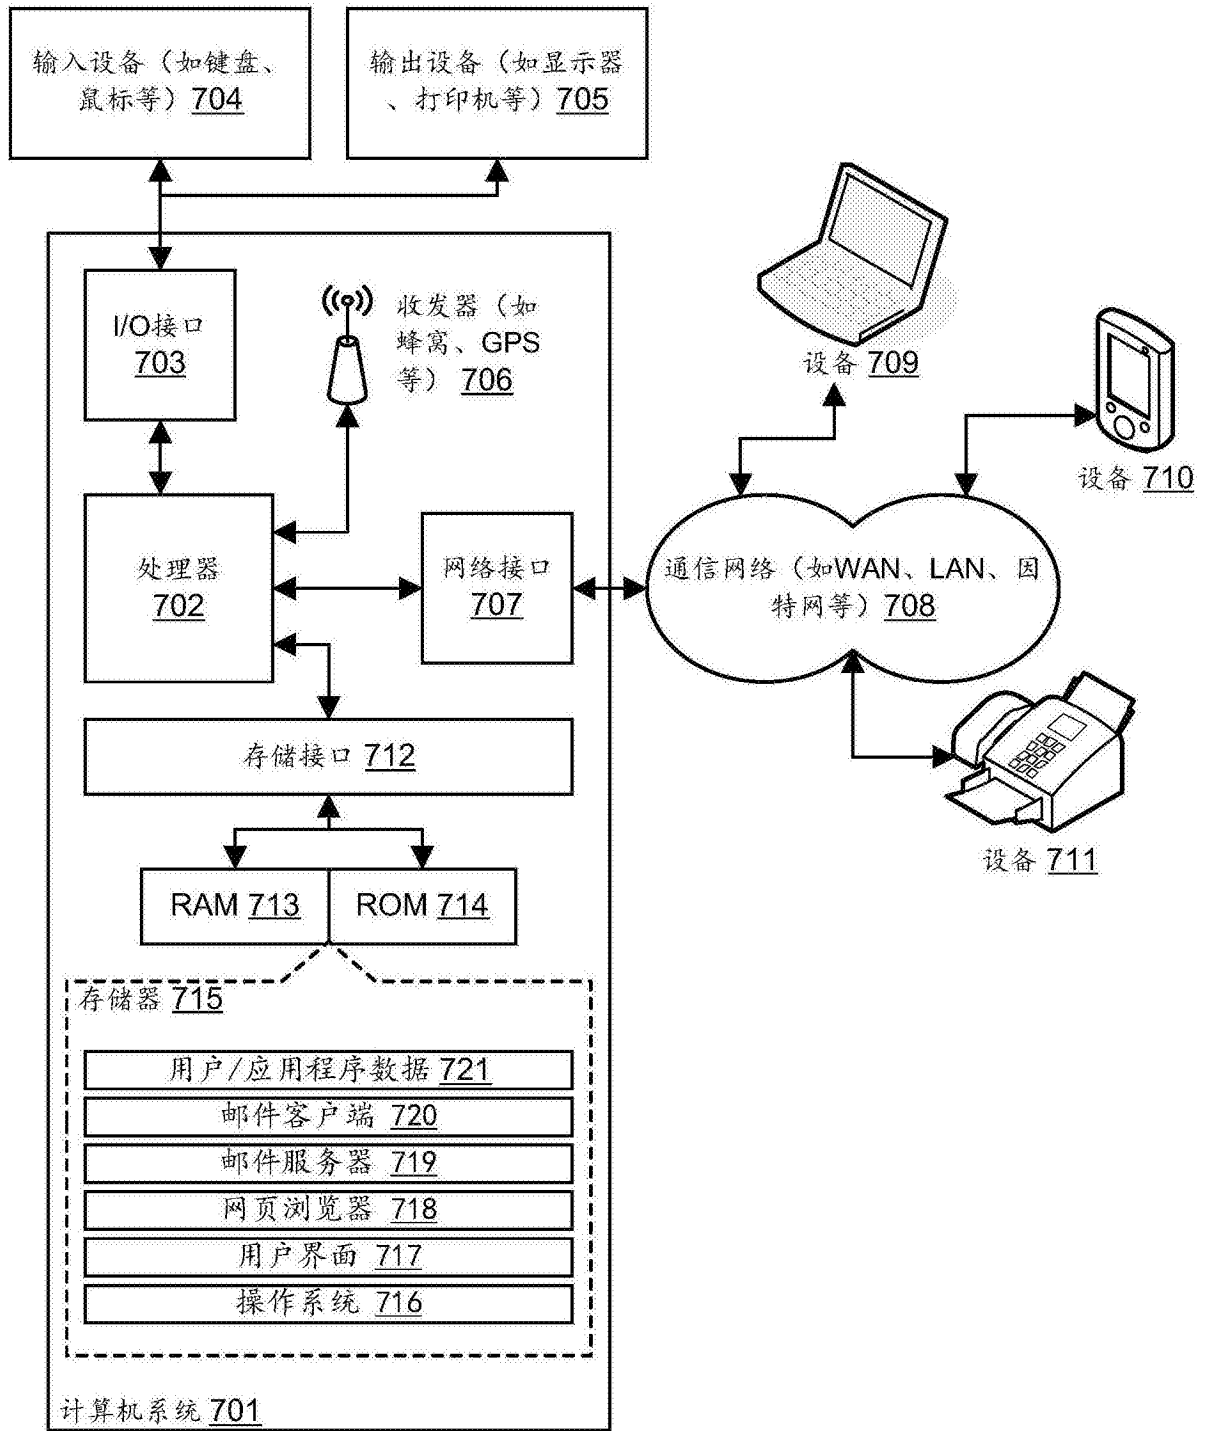 输入设备（如键盘、
鼠标等）704
输出设备（如显示器
、打印机等）705
I/O接口
703
收发器（如
蜂窝、GPS
等）706
设备 709
设备 710
处理器
702
网络接口
707
通信网络（如WAN、LAN、因
特网等）708
存储接口 712
设备 711
RAM 713
ROM 714
存储器 715
用户/应用程序数据 721
邮件客户端 720
邮件服务器 719
网页浏览器 718
用户界面 717
操作系统 716
计算机系统 701